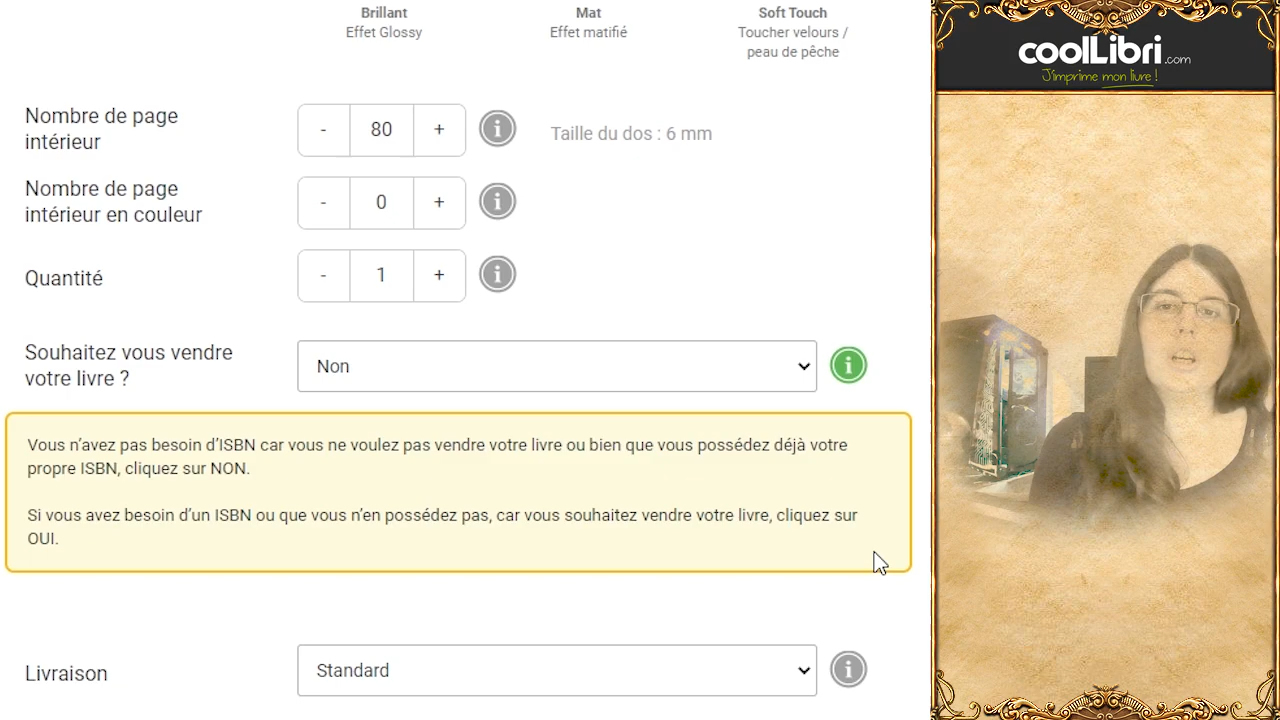 Brillant
Effet Glossy
Mat
Effet matifié
Soft Touch
Toucher velours /
peau de pêche
Nombre de page
intérieur
- 80 +
Taille du dos : 6 mm
Nombre de page
intérieur en couleur
- 0 +
Quantité
- 1 +
Souhaitez vous vendre
votre livre ?
Non
Vous n’avez pas besoin d’ISBN car vous ne voulez pas vendre votre livre ou bien que vous possédez déjà votre
propre ISBN, cliquez sur NON.
Si vous avez besoin d’un ISBN ou que vous n’en possédez pas, car vous souhaitez vendre votre livre, cliquez sur
OUI.
Livraison
Standard
coolLibri.com
J'imprime mon livre !